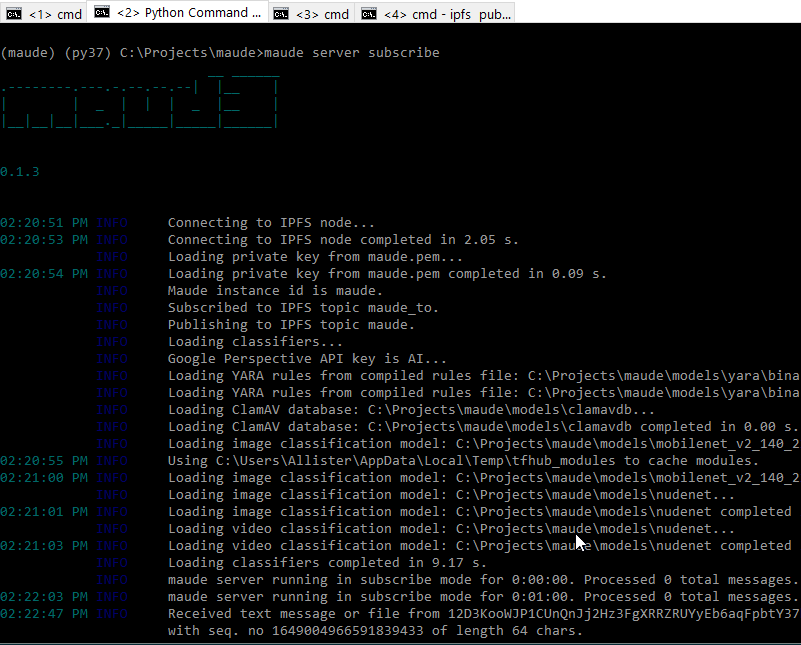 <1> cmd <2> Python Command ... <3> cmd <4> cmd - ipfs pub...
(maude) (py37) C:\Projects\maude>maude server subscribe
maude
0.1.3
02:20:51 PM INFO Connecting to IPFS node...
02:20:53 PM INFO Connecting to IPFS node completed in 2.05 s.
INFO Loading private key from maude.pem...
02:20:54 PM INFO Loading private key from maude.pem completed in 0.09 s.
INFO Maude instance id is maude.
INFO Subscribed to IPFS topic maude_to.
INFO Publishing to IPFS topic maude.
INFO Loading classifiers...
INFO Google Perspective API key is AI...
INFO Loading YARA rules from compiled rules file: C:\Projects\maude\models\yara\bina
INFO Loading YARA rules from compiled rules file: C:\Projects\maude\models\yara\bina
INFO Loading ClamAV database: C:\Projects\maude\models\clamavdb...
INFO Loading ClamAV database: C:\Projects\maude\models\clamavdb completed in 0.00 s.
INFO Loading image classification model: C:\Projects\maude\models\mobilenet_v2_140_2
02:20:55 PM INFO Using C:\Users\Allister\AppData\Local\Temp\tfhub_modules to cache modules.
02:21:00 PM INFO Loading image classification model: C:\Projects\maude\models\mobilenet_v2_140_2
INFO Loading image classification model: C:\Projects\maude\models\nudenet...
02:21:01 PM INFO Loading image classification model: C:\Projects\maude\models\nudenet completed
INFO Loading video classification model: C:\Projects\maude\models\nudenet...
02:21:03 PM INFO Loading video classification model: C:\Projects\maude\models\nudenet completed
INFO Loading classifiers completed in 9.17 s.
INFO maude server running in subscribe mode for 0:00:00. Processed 0 total messages.
02:22:03 PM INFO maude server running in subscribe mode for 0:01:00. Processed 0 total messages.
02:22:47 PM INFO Received text message or file from 12D3KooWJP1CUnQnJj2Hz3FgXRRZRUYyEb6aqFpbtY37
with seq. no 1649004966591839433 of length 64 chars.